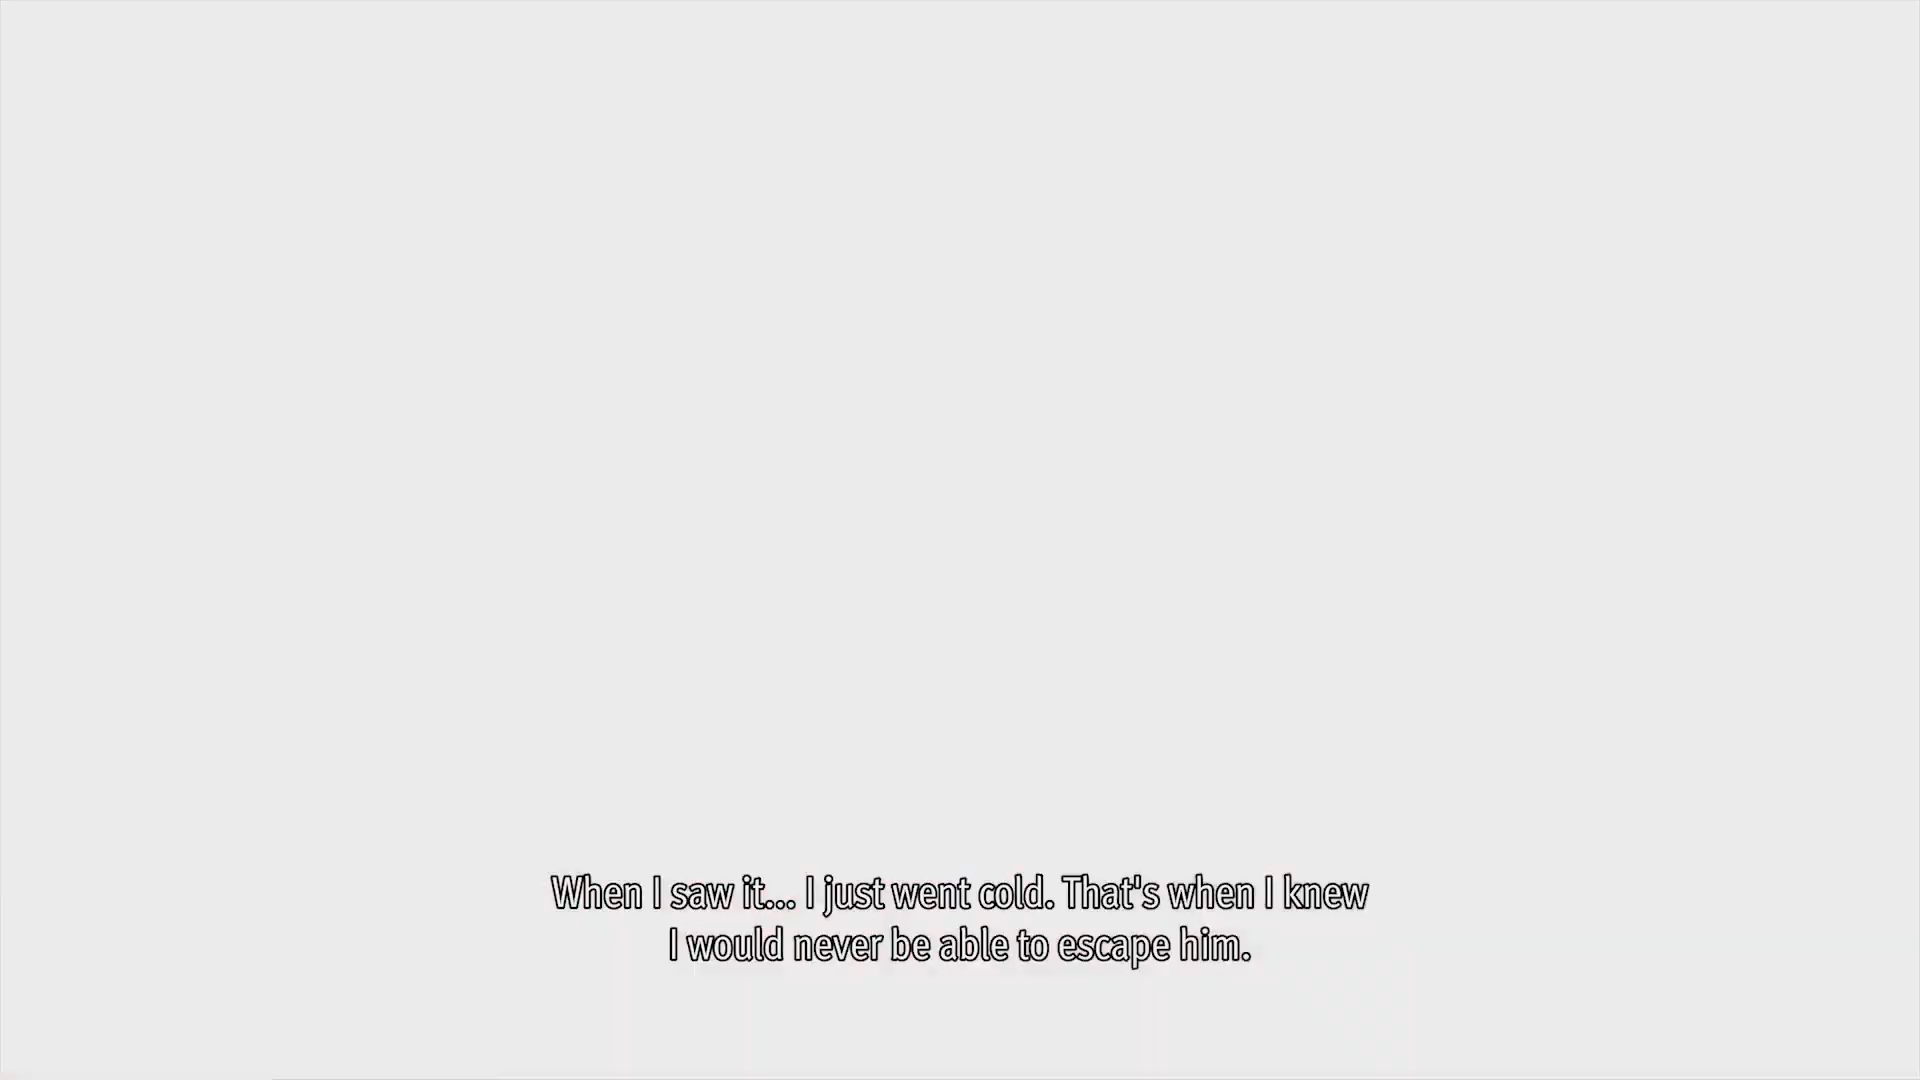 When I saw it... I just went cold. That's when I knew
I would never be able to escape him.